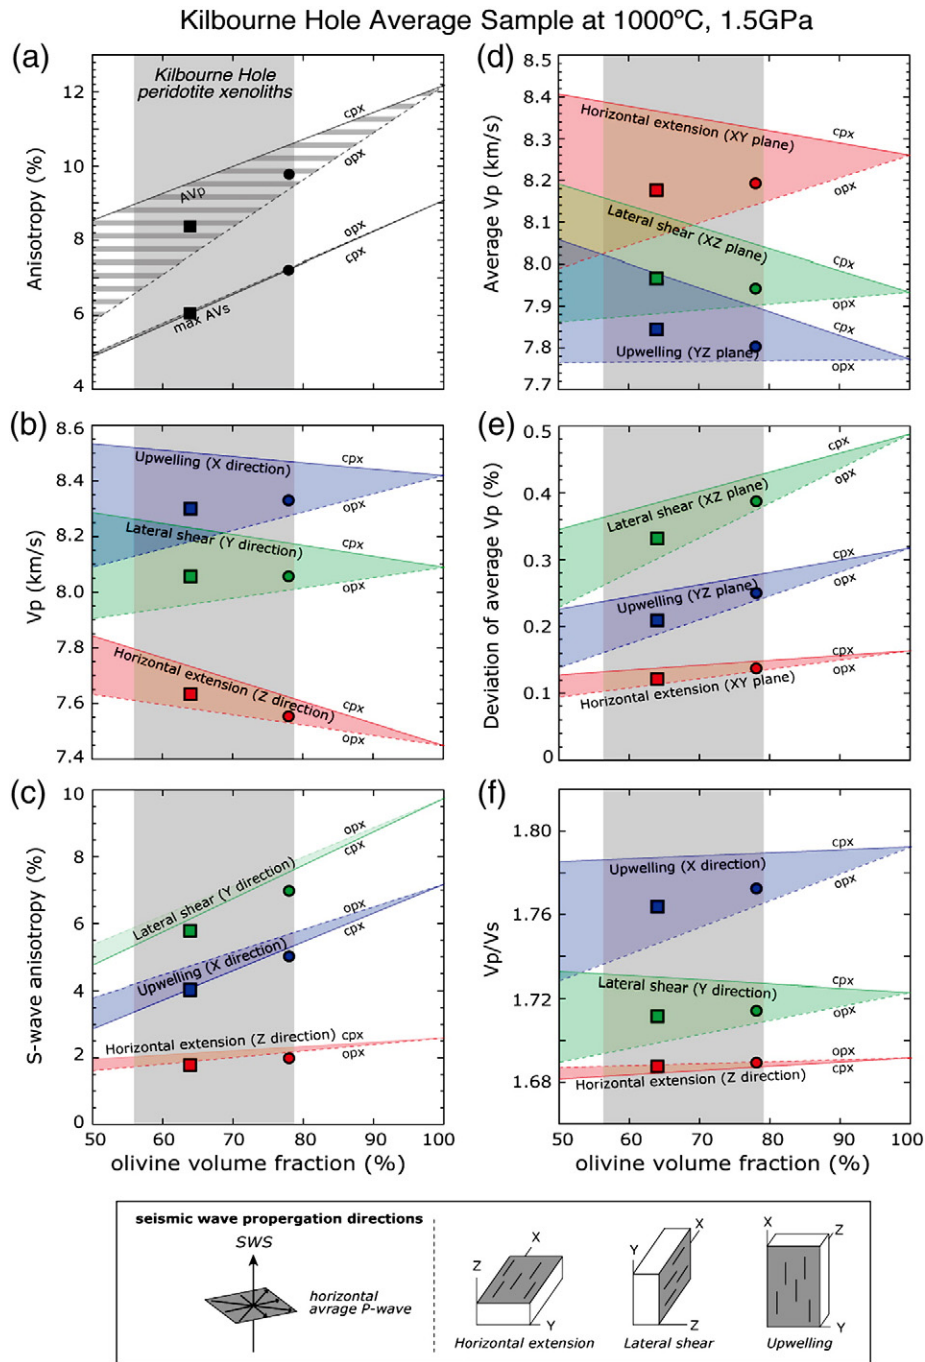 Kilbourne Hole Average Sample at 1000ºC, 1.5GPa
(a)
Kilbourne Hole
peridotite xenoliths
cpx
opx
AVp
opx
cpx
max AVs
12
10
8
6
4
Anisotropy (%)
(d)
8.5
8.4
8.3
8.2
8.1
8.0
7.9
7.8
7.7
Average Vp (km/s)
Horizontal extension (XY plane)
cpx
opx
Lateral shear (XZ plane)
cpx
opx
cpx
Upwelling (YZ plane)
opx
(b)
8.6
8.4
8.2
8.0
7.8
7.6
7.4
Vp (km/s)
Upwelling (X direction)
cpx
opx
Lateral shear (Y direction)
cpx
opx
Horizontal extension (Z direction)
cpx
opx
(e)
0.5
0.4
0.3
0.2
0.1
0
Deviation of average Vp (%)
cpx
Lateral shear (XZ plane)
opx
cpx
Upwelling (YZ plane)
opx
cpx
opx
Horizontal extension (XY plane)
(c)
10
8
6
4
2
0
S-wave anisotropy (%)
opx
cpx
Lateral shear (Y direction)
opx
cpx
Upwelling (X direction)
Horizontal extension (Z direction)
cpx
opx
50 60 70 80 90 100
olivine volume fraction (%)
(f)
1.80
1.76
1.72
1.68
Vp/Vs
cpx
Upwelling (X direction)
opx
Lateral shear (Y direction)
cpx
opx
opx
Horizontal extension (Z direction)
cpx
50 60 70 80 90 100
olivine volume fraction (%)
seismic wave propergation directions
SWS
horizontal
avrage P-wave
X
Z
Y
Horizontal extension
X
Y
Z
Lateral shear
X
Z
Y
Upwelling